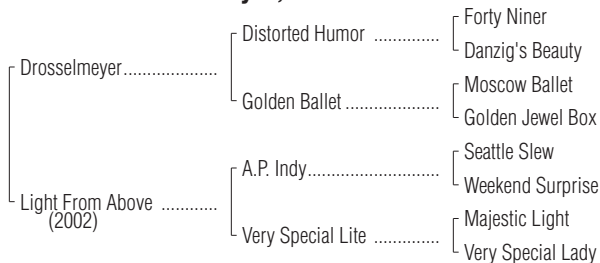 Forty Niner
Distorted Humor ..............
Danzig's Beauty
Drosselmeyer....................
Moscow Ballet
Golden Ballet ....................
Golden Jewel Box
Seattle Slew
A.P. Indy............................
Weekend Surprise
Light From Above ............
(2002)
Majestic Light
Very Special Lite ..............
Very Special Lady